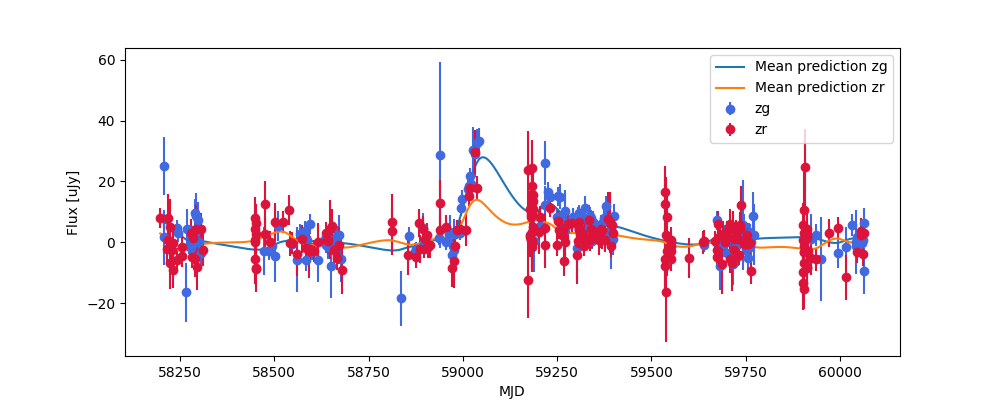 60
40
20
0
−20
Flux [uJy]
58250 58500 58750 59000 59250 59500 59750 60000
MJD
Mean prediction zg
Mean prediction zr
zg
zr